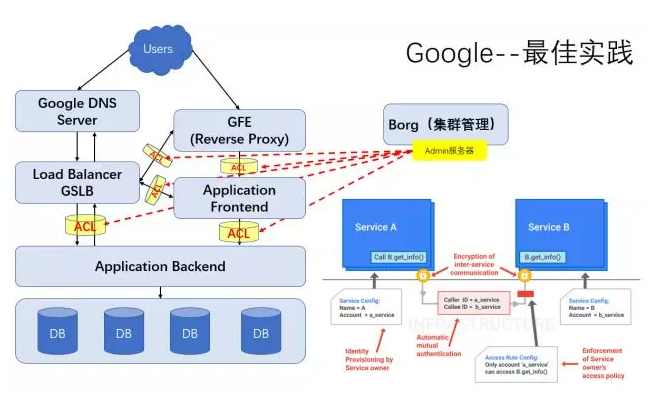 Google--最佳实践
Users
Google DNS
Server
GFE
(Reverse Proxy)
Borg（集群管理）
Admin服务器
ACL
ACL
ACL
Load Balancer
GSLB
Application
Frontend
ACL
ACL
Application Backend
DB
DB
DB
DB
Service A
Call B.get_info()
Service B
B.get_info()
Encryption of
inter-service
communication
Service Config:
Name = A
Account = a_service
Caller ID = a_service
Callee ID = b_service
Service Config:
Name = B
Account = b_service
INFRASTRUCTURE
Identity
Provisioning by
Service owner
Automatic
mutual
authentication
Access Rule Config:
Only account 'a_service'
can access B.get_info()
Enforcement
of Service
owner's
access policy